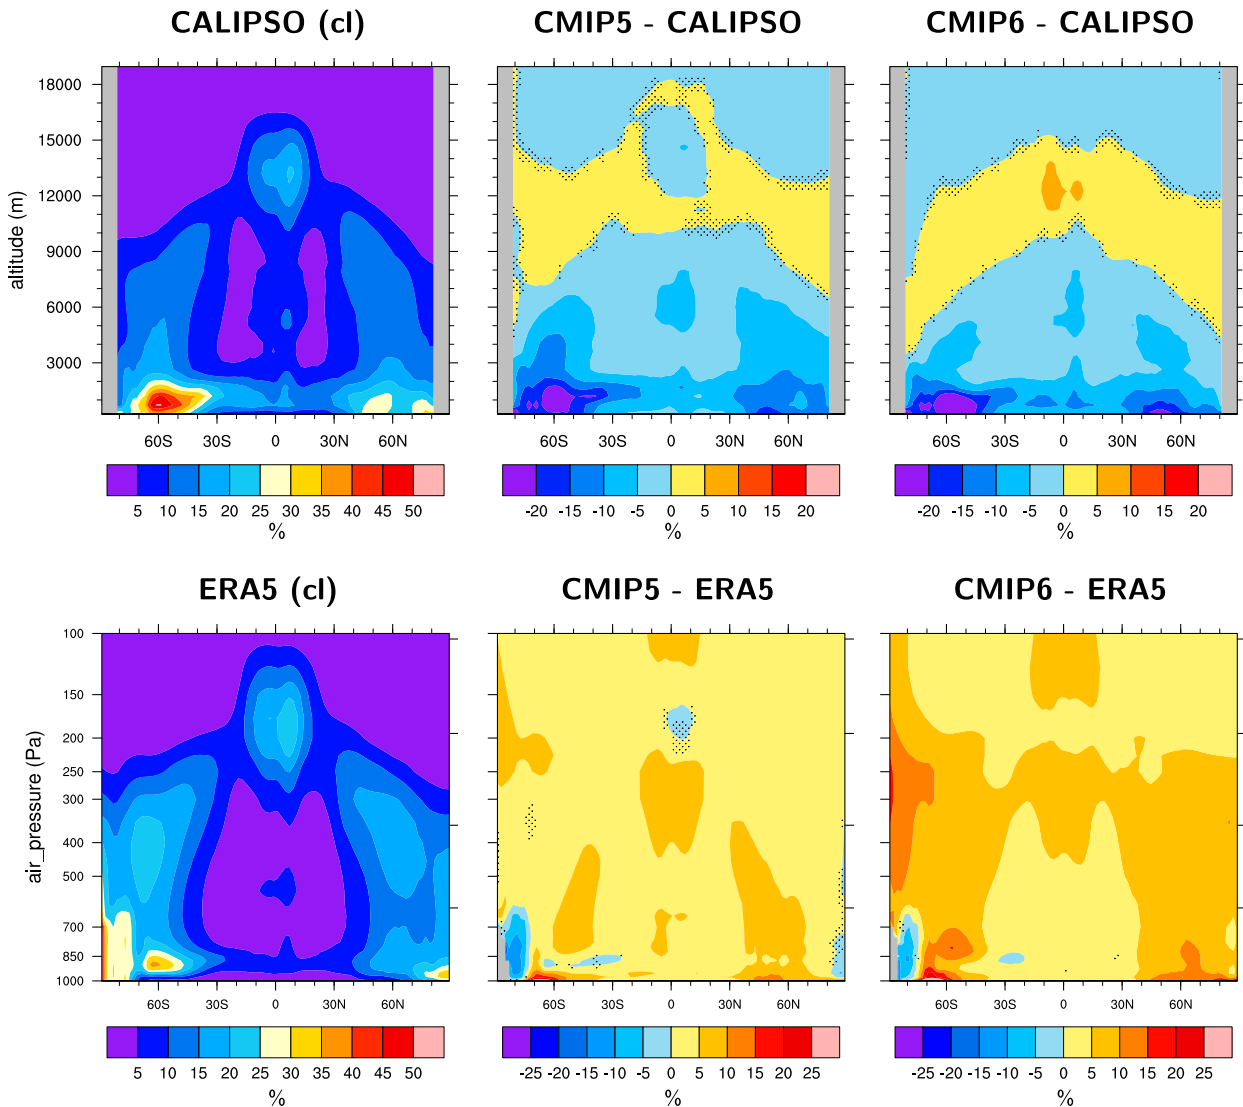 CALIPSO (cl)
CMIP5 - CALIPSO
CMIP6 - CALIPSO
altitude (m)
18000
15000
12000
9000
6000
3000
60S 30S 0 30N 60N
60S 30S 0 30N 60N
60S 30S 0 30N 60N
5 10 15 20 25 30 35 40 45 50
%
-20 -15 -10 -5 0 5 10 15 20
%
-20 -15 -10 -5 0 5 10 15 20
%
ERA5 (cl)
CMIP5 - ERA5
CMIP6 - ERA5
air_pressure (Pa)
100
150
200
250
300
400
500
700
850
1000
60S 30S 0 30N 60N
60S 30S 0 30N 60N
60S 30S 0 30N 60N
5 10 15 20 25 30 35 40 45 50
%
-25 -20 -15 -10 -5 0 5 10 15 20 25
%
-25 -20 -15 -10 -5 0 5 10 15 20 25
%